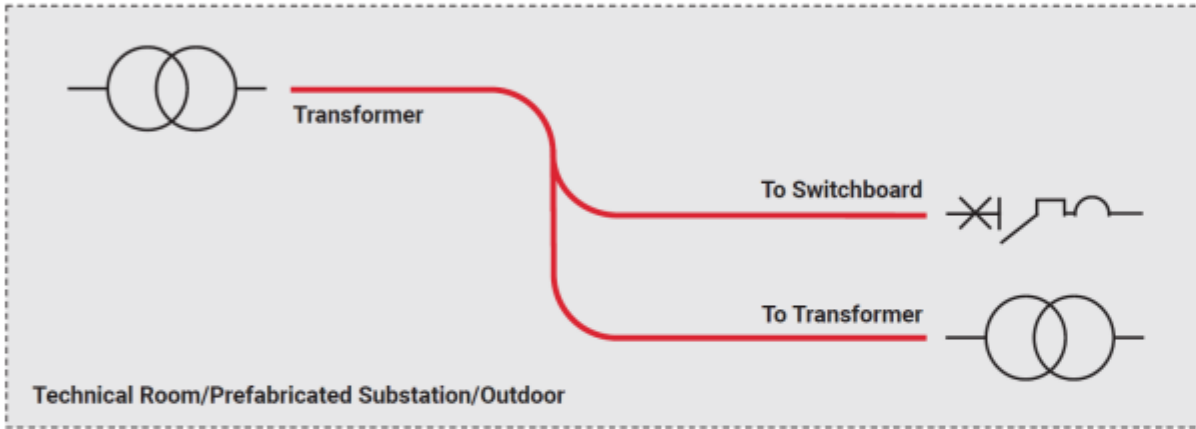 Transformer
To Switchboard
To Transformer
Technical Room/Prefabricated Substation/Outdoor